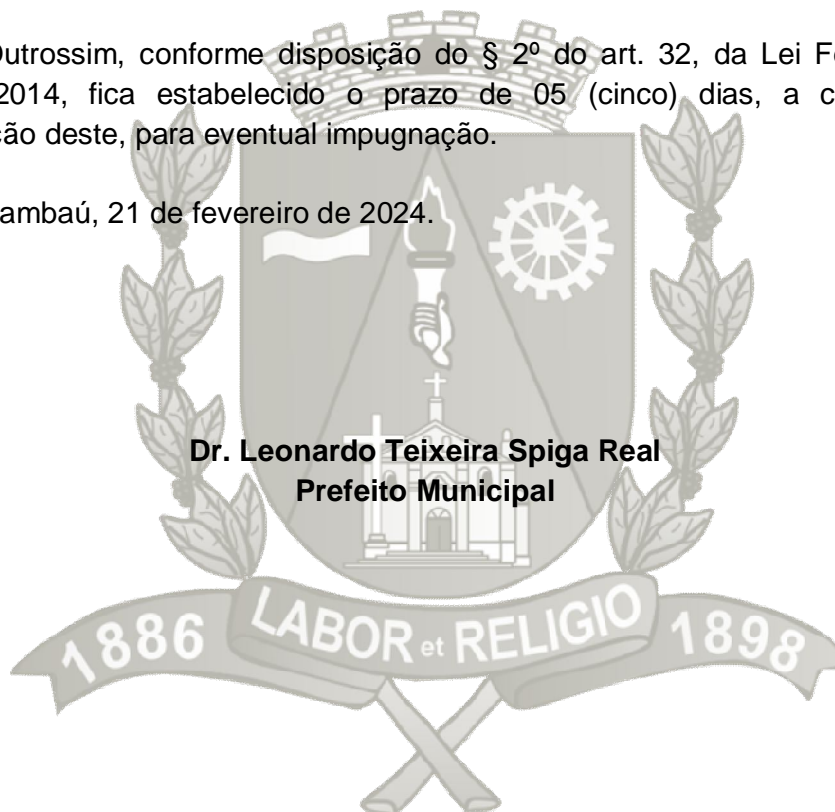 Outrossim, conforme disposição do § 2º do art. 32, da Lei Fe
2014, fica estabelecido o prazo de 05 (cinco) dias, a c
ção deste, para eventual impugnação.
ambaú, 21 de fevereiro de 2024.
Dr. Leonardo Teixeira Spiga Real
Prefeito Municipal
1886 LABOR et RELIGIO 1898